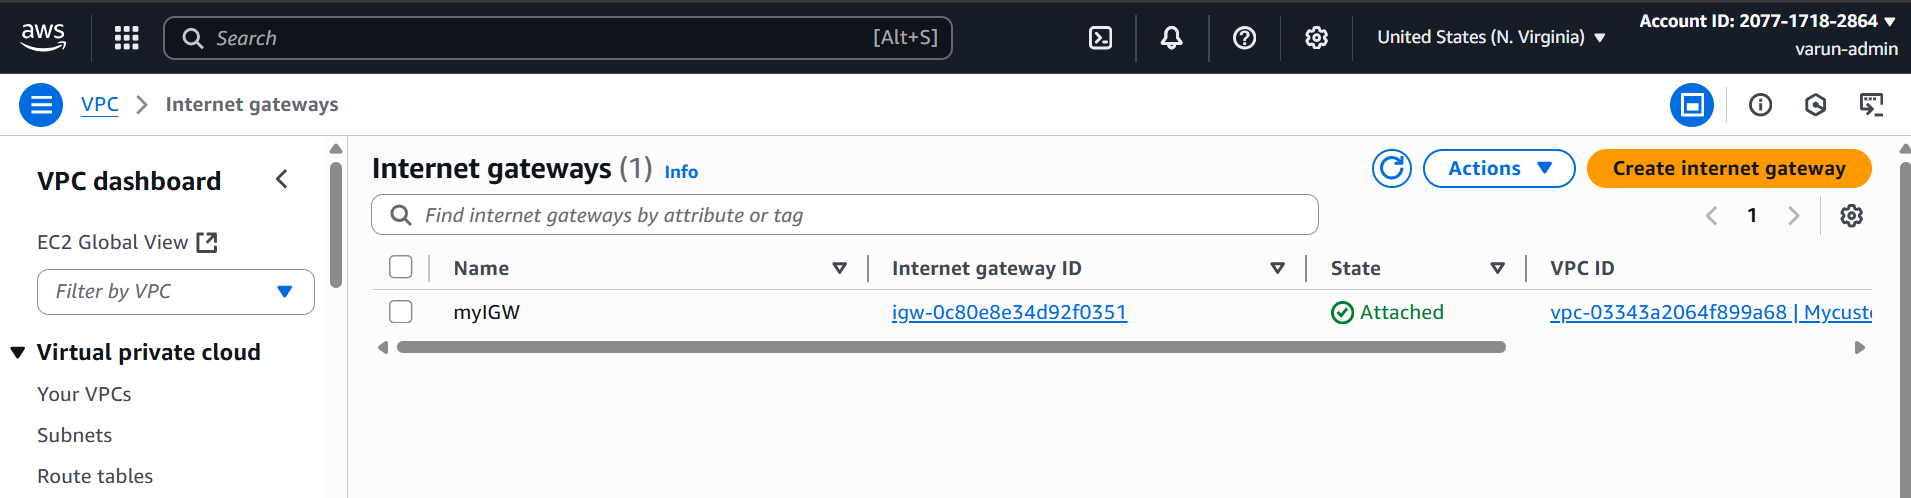 aws
Search [Alt+S]
United States (N. Virginia)
Account ID: 2077-1718-2864
varun-admin
VPC Internet gateways
VPC dashboard
EC2 Global View
Filter by VPC
Virtual private cloud
Your VPCs
Subnets
Route tables
Internet gateways (1) Info
Actions
Create internet gateway
Find internet gateways by attribute or tag
1
Name Internet gateway ID State VPC ID
myIGW igw-0c80e8e34d92f0351 Attached vpc-03343a2064f899a68 | Mycusto